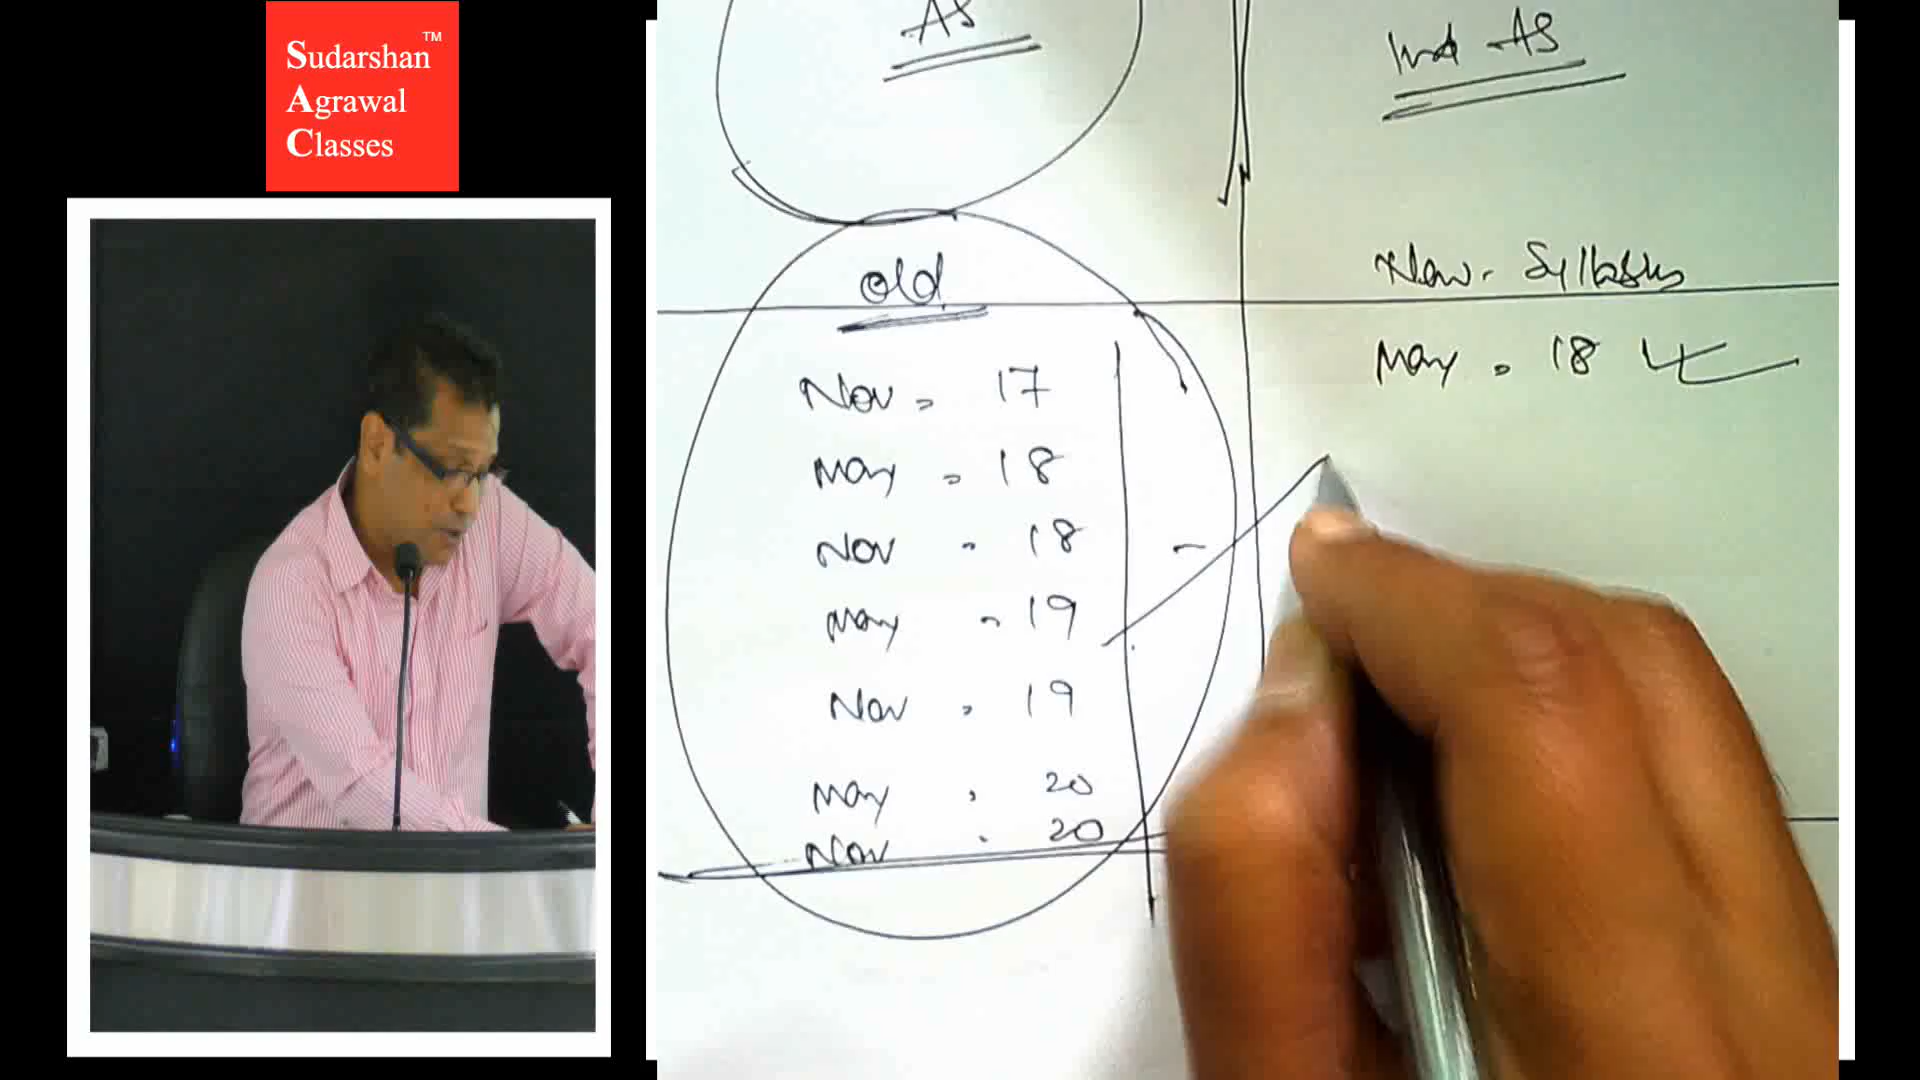 Sudarshan™
Agrawal
Classes
AS
Ind AS
old
Nov - 17
May - 18
Nov - 18
May - 19
Nov - 19
May - 20
Nov - 20
New - Syllabus
May - 18